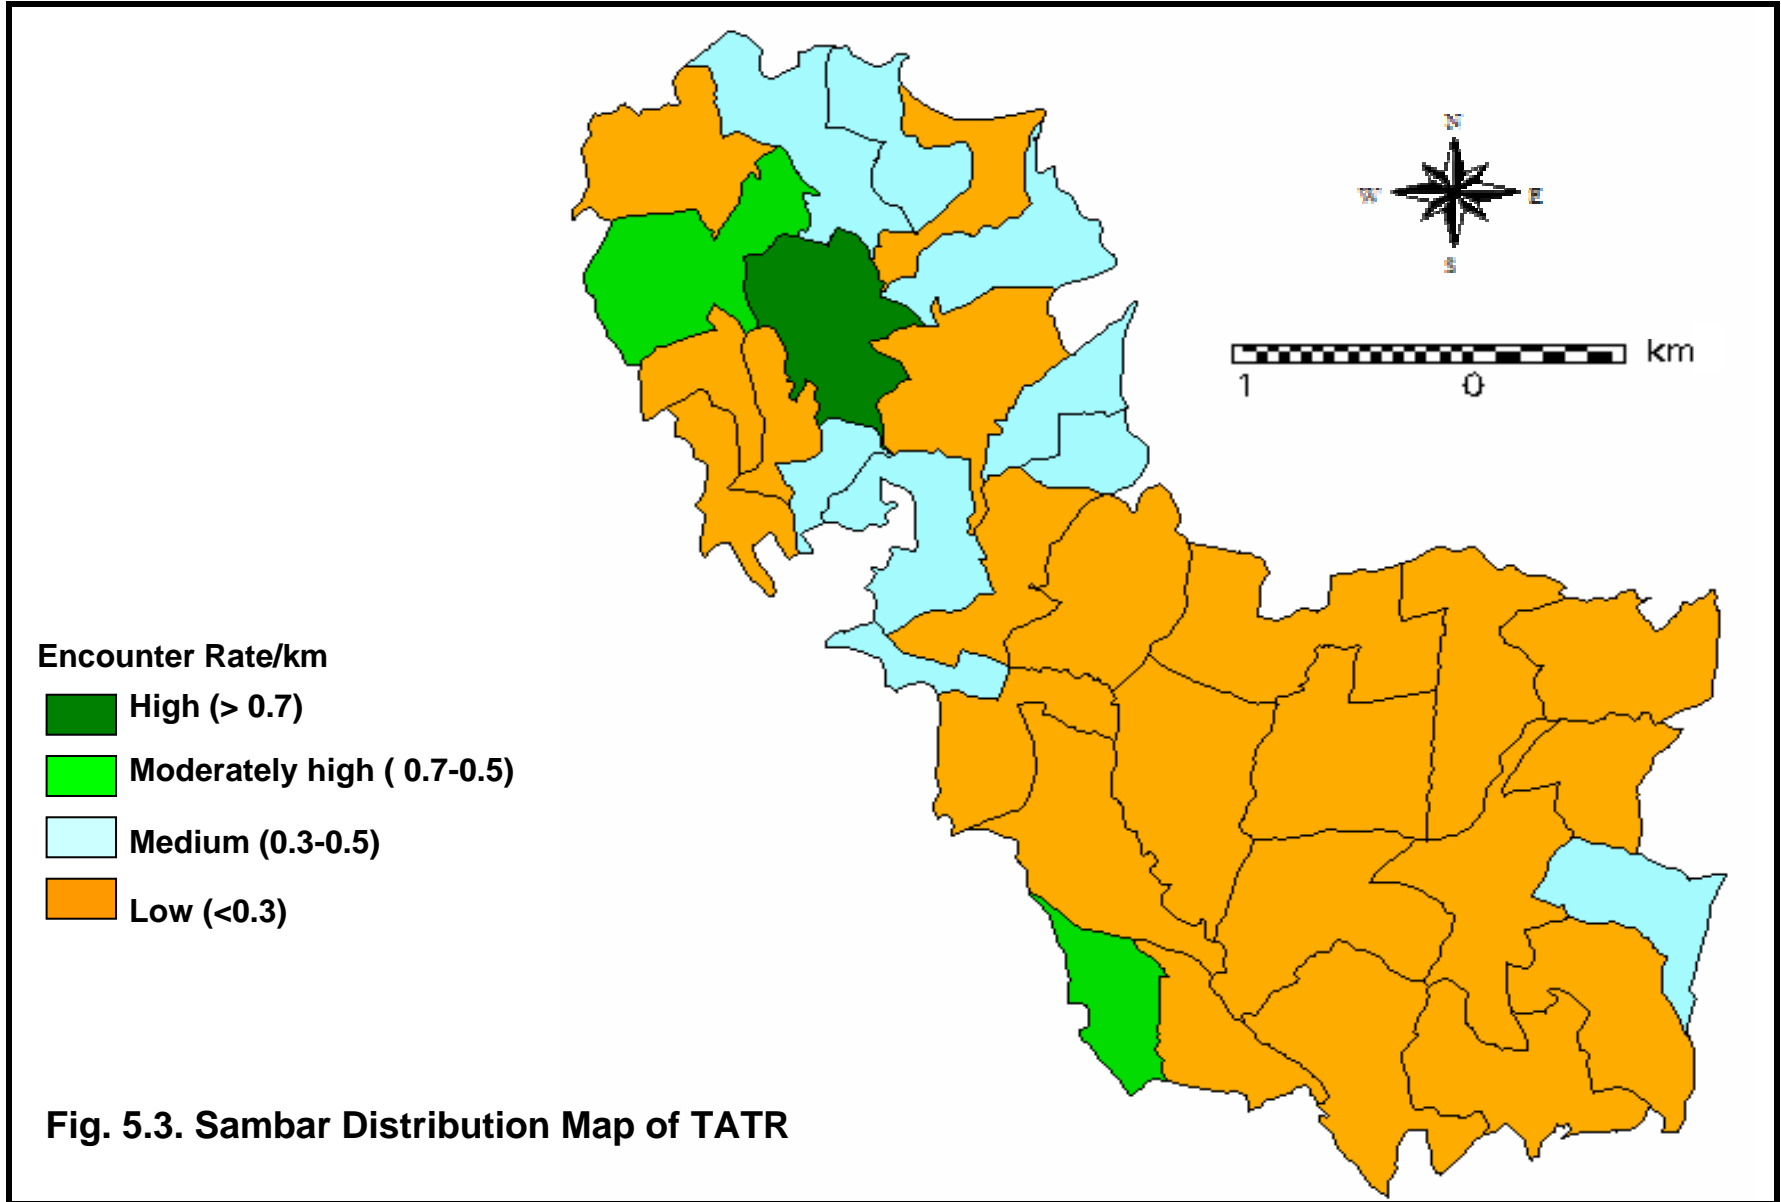 N
W E
S
km
1 0
Encounter Rate/km
High (> 0.7)
Moderately high ( 0.7-0.5)
Medium (0.3-0.5)
Low (<0.3)
Fig. 5.3. Sambar Distribution Map of TATR